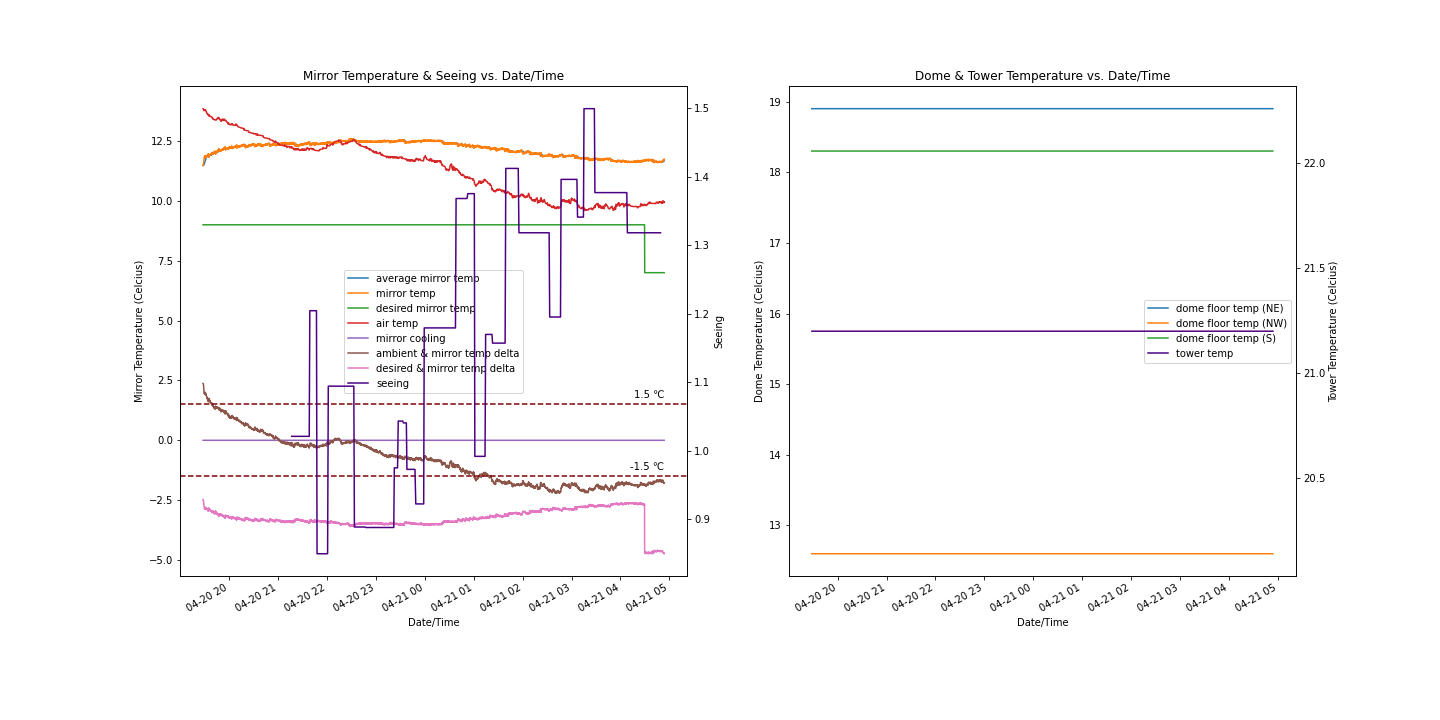 Mirror Temperature & Seeing vs. Date/Time
Mirror Temperature (Celcius)
12.5
10.0
7.5
5.0
2.5
0.0
−2.5
−5.0
1.5
1.4
1.3
1.2
1.1
1.0
0.9
Seeing
average mirror temp
mirror temp
desired mirror temp
air temp
mirror cooling
ambient & mirror temp delta
desired & mirror temp delta
seeing
1.5 ℃
-1.5 ℃
04-20 20
04-20 21
04-20 22
04-20 23
04-21 00
04-21 01
04-21 02
04-21 03
04-21 04
04-21 05
Date/Time
Dome & Tower Temperature vs. Date/Time
Dome Temperature (Celcius)
19
18
17
16
15
14
13
22.0
21.5
21.0
20.5
Tower Temp (Celcius)
dome floor temp (NE)
dome floor temp (NW)
dome floor temp (S)
tower temp
04-20 20
04-20 21
04-20 22
04-20 23
04-21 00
04-21 01
04-21 02
04-21 03
04-21 04
04-21 05
Date/Time